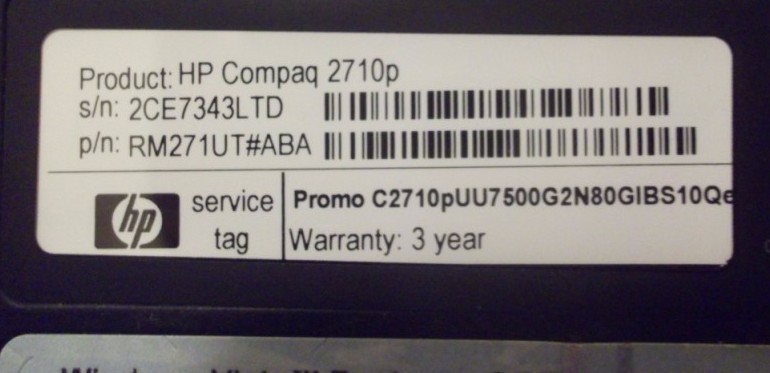 Product: HP Compaq 2710p
s/n: 2CE7343LTD
p/n: RM271UT#ABA
hp
service
tag
Promo C2710pUU7500G2N80GIBS10Qe
Warranty: 3 year